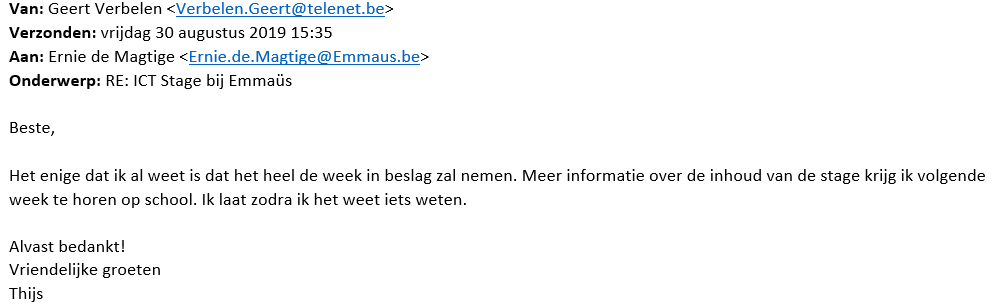 Van: Geert Verbelen <Verbelen.Geert@telenet.be>
Verzonden: vrijdag 30 augustus 2019 15:35
Aan: Ernie de Magtige <Ernie.de.Magtige@Emmaus.be>
Onderwerp: RE: ICT Stage bij Emmaüs
Beste,
Het enige dat ik al weet is dat het heel de week in beslag zal nemen. Meer informatie over de inhoud van de stage krijg ik volgende
week te horen op school. Ik laat zodra ik het weet iets weten.
Alvast bedankt!
Vriendelijke groeten
Thijs